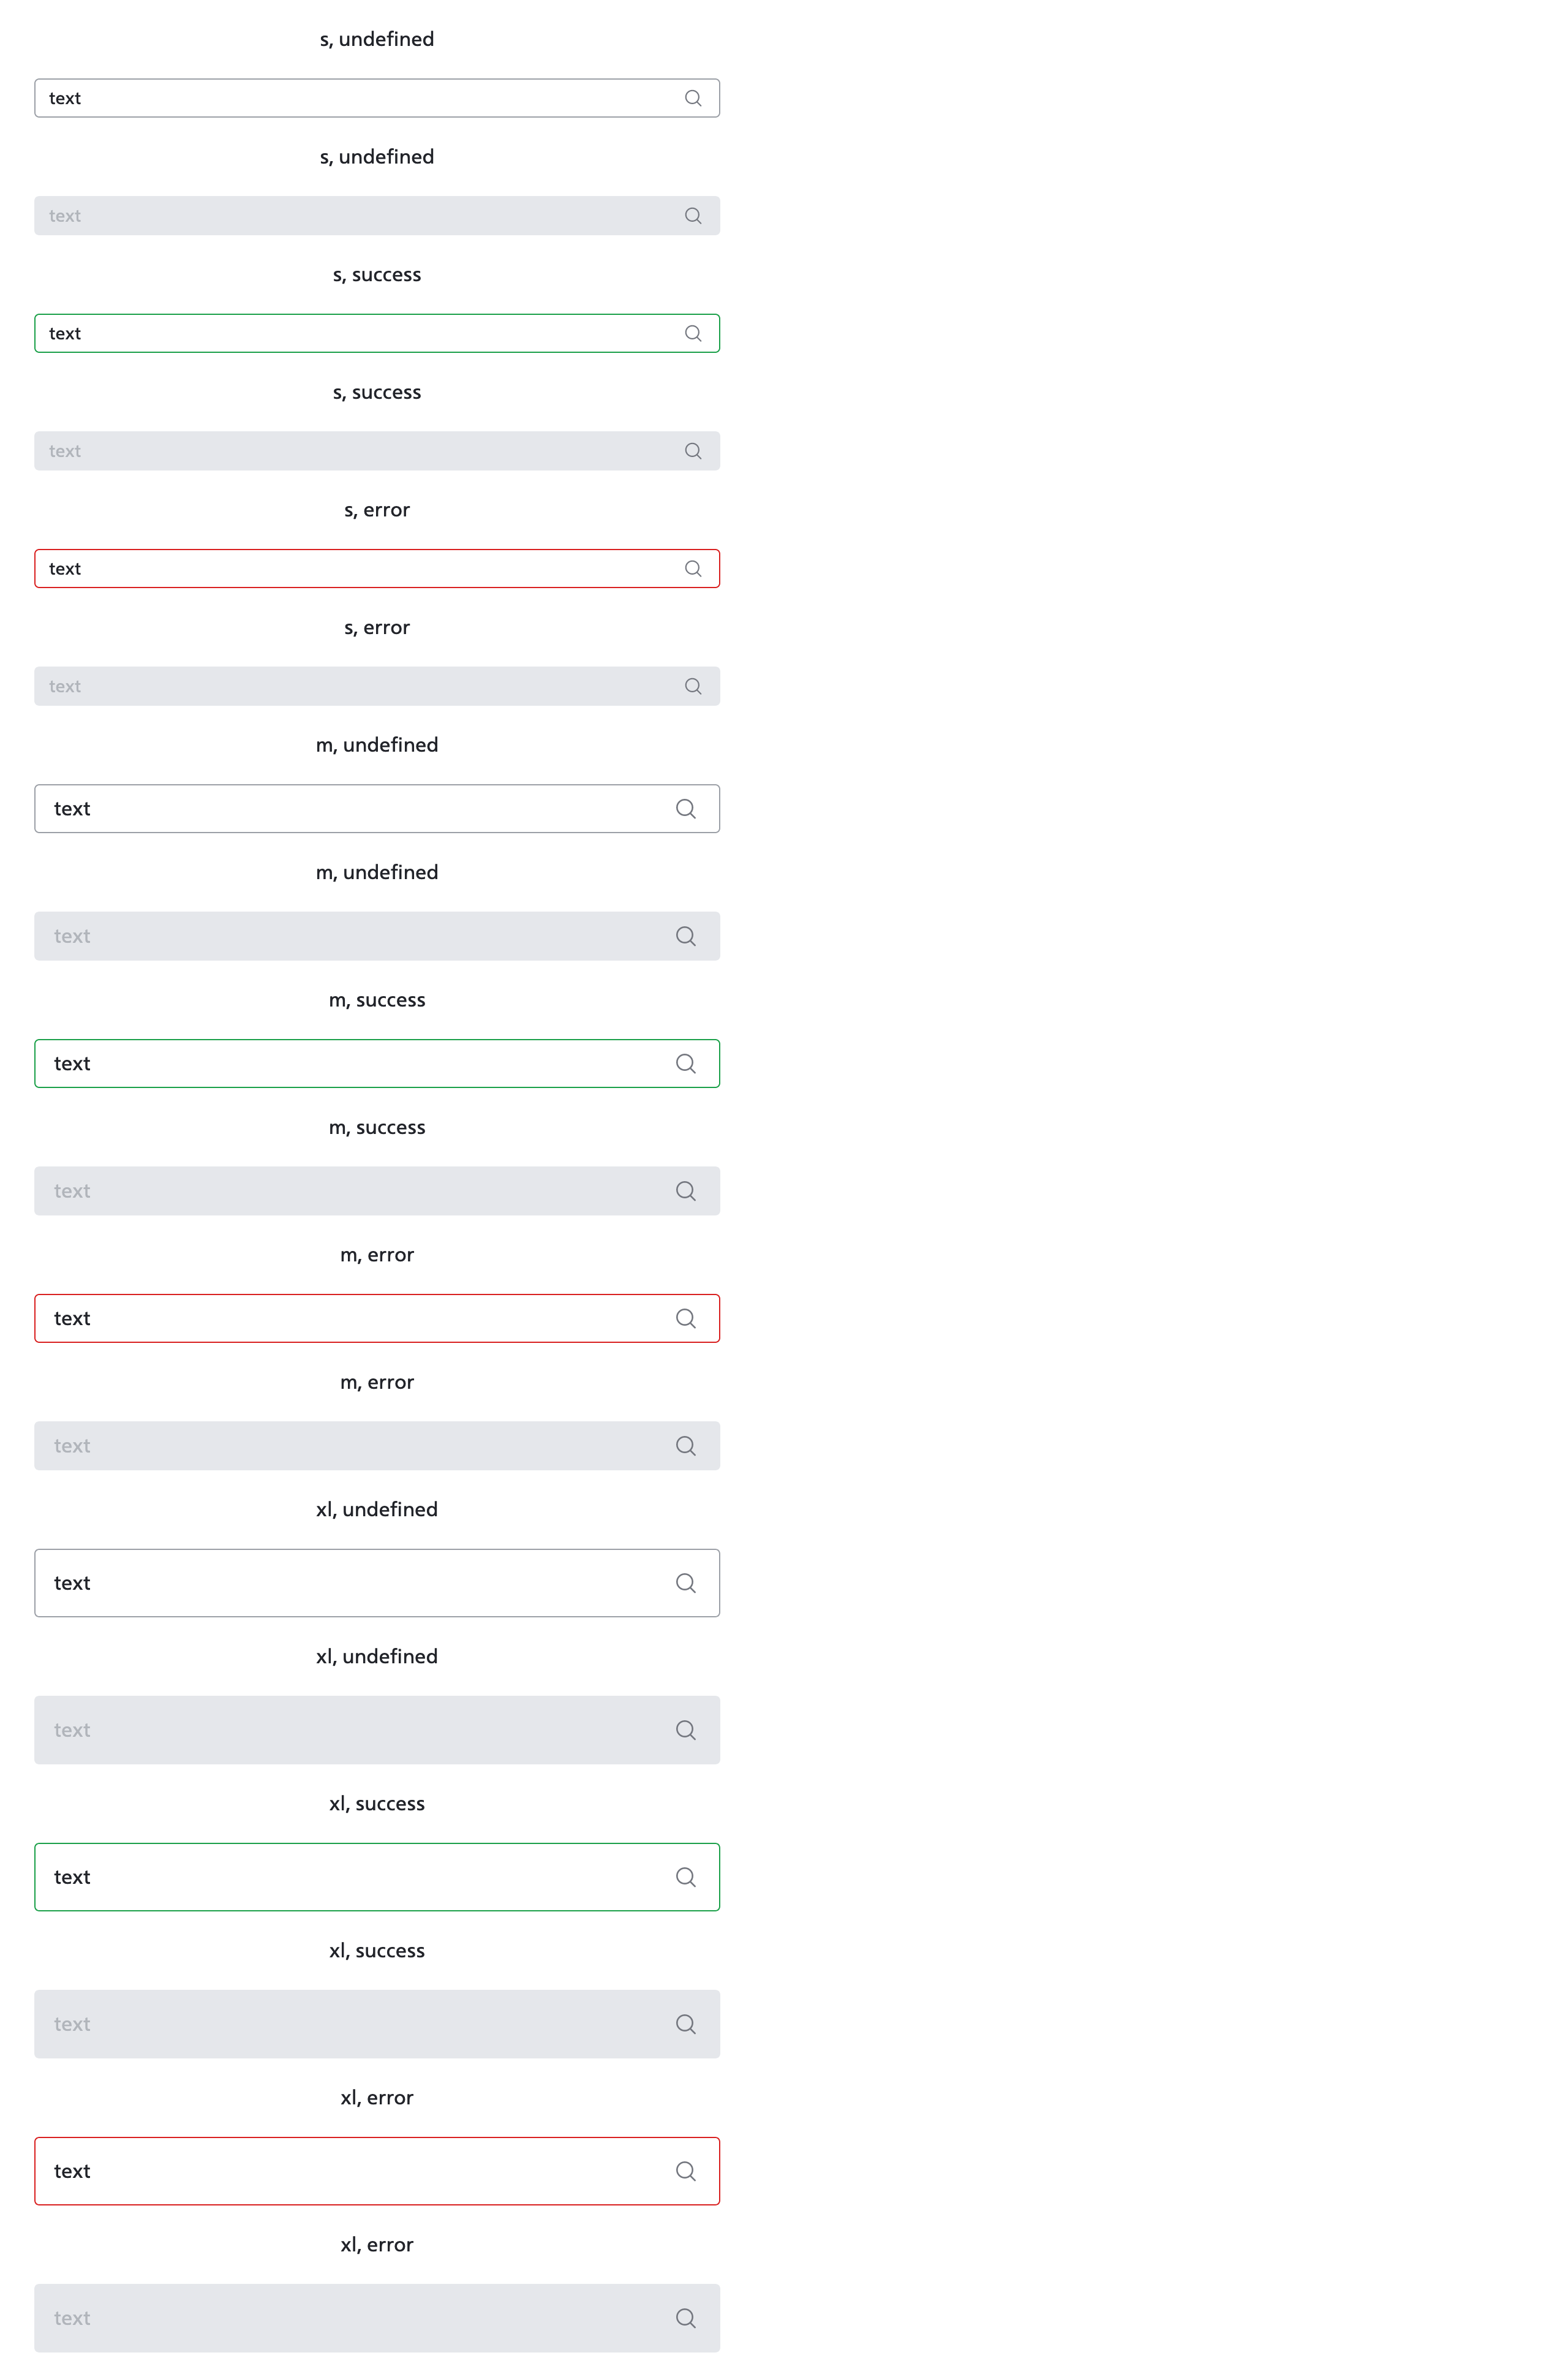 s, undefined
text
s, undefined
text
s, success
text
s, success
text
s, error
text
s, error
text
m, undefined
text
m, undefined
text
m, success
text
m, success
text
m, error
text
m, error
text
xl, undefined
text
xl, undefined
text
xl, success
text
xl, success
text
xl, error
text
xl, error
text